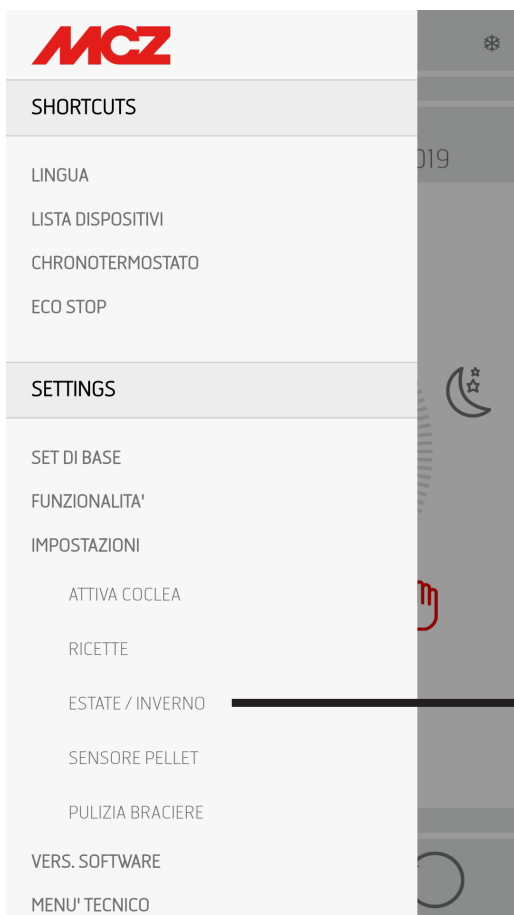 MCZ
SHORTCUTS
LINGUA
LISTA DISPOSITIVI
CHRONOTERMOSTATO
ECO STOP
SETTINGS
SET DI BASE
FUNZIONALITA'
IMPOSTAZIONI
ATTIVA COCLEA
RICETTE
ESTATE / INVERNO
SENSORE PELLET
PULIZIA BRACIERE
VERS. SOFTWARE
MENU' TECNICO